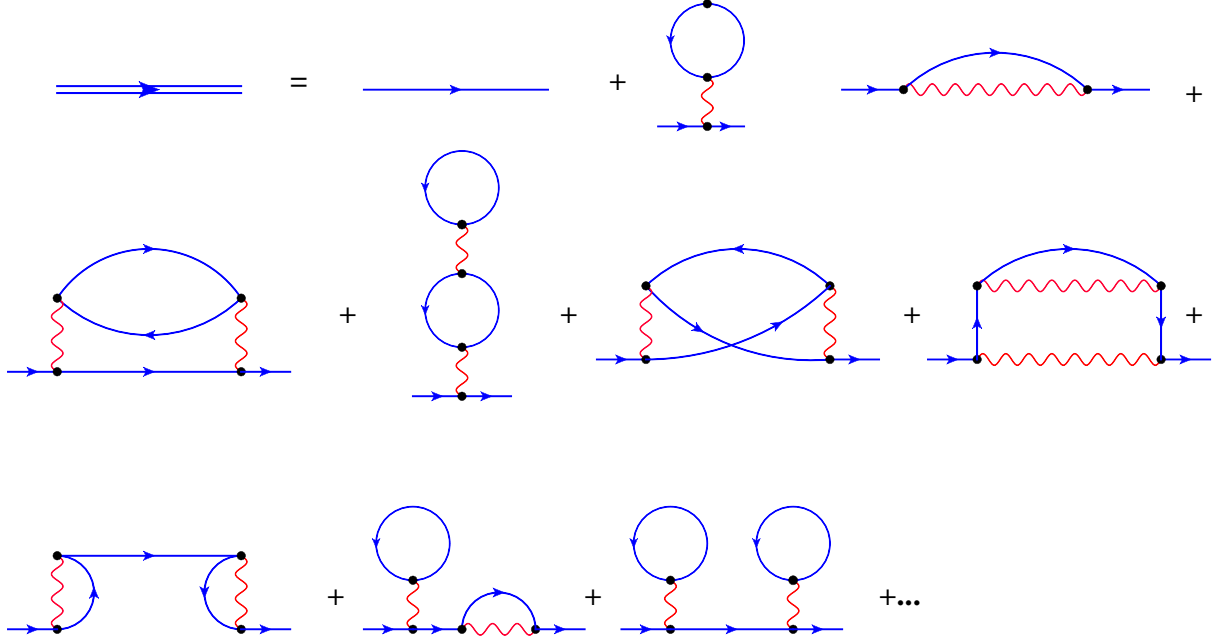 = + +
+ + + +
+ + +...